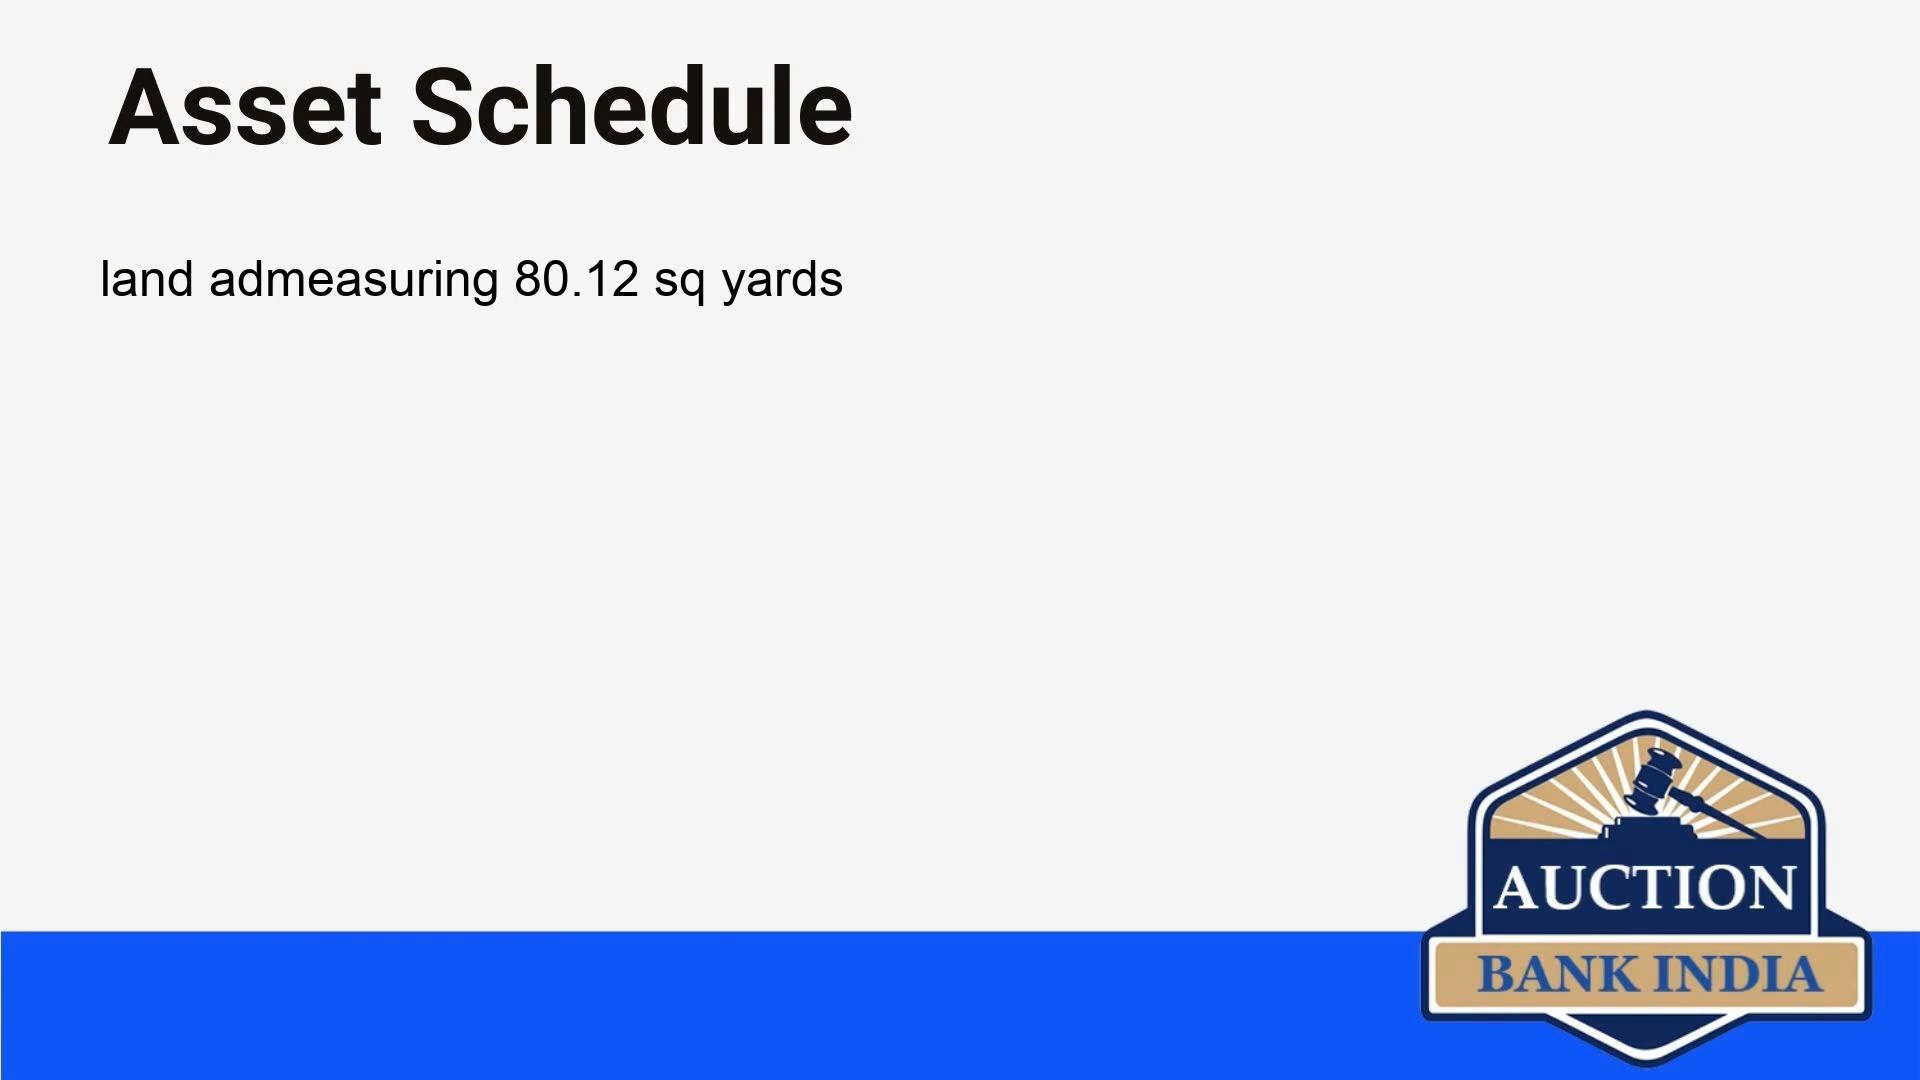 Asset Schedule
land admeasuring 80.12 sq yards
AUCTION
BANK INDIA